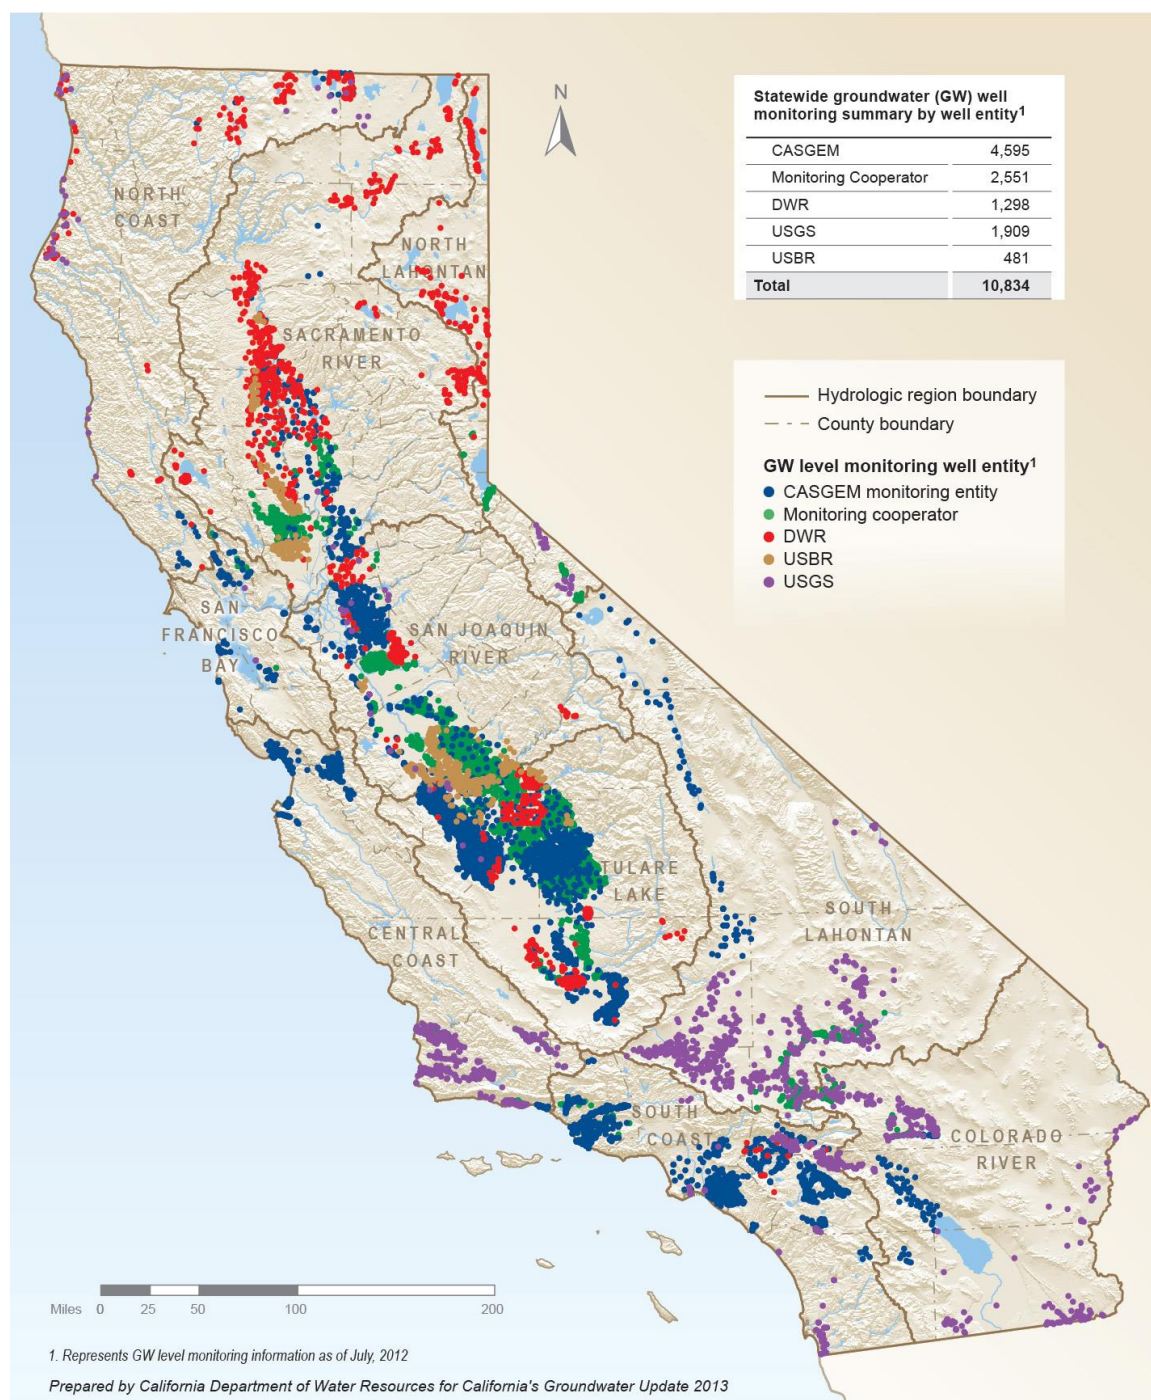 N
Statewide groundwater (GW) well
monitoring summary by well entity1
CASGEM 4,595
Monitoring Cooperator 2,551
DWR 1,298
USGS 1,909
USBR 481
Total 10,834
Hydrologic region boundary
County boundary
GW level monitoring well entity1
CASGEM monitoring entity
Monitoring cooperator
DWR
USBR
USGS
NORTH
COAST
NORTH
LAHONTAN
SACRAMENTO
RIVER
SAN
FRANCISCO
BAY
SAN JOAQUIN
RIVER
TULARE
LAKE
CENTRAL
COAST
SOUTH
LAHONTAN
SOUTH
COAST
COLORADO
RIVER
Miles 0 25 50 100 200
1. Represents GW level monitoring information as of July, 2012
Prepared by California Department of Water Resources for California's Groundwater Update 2013